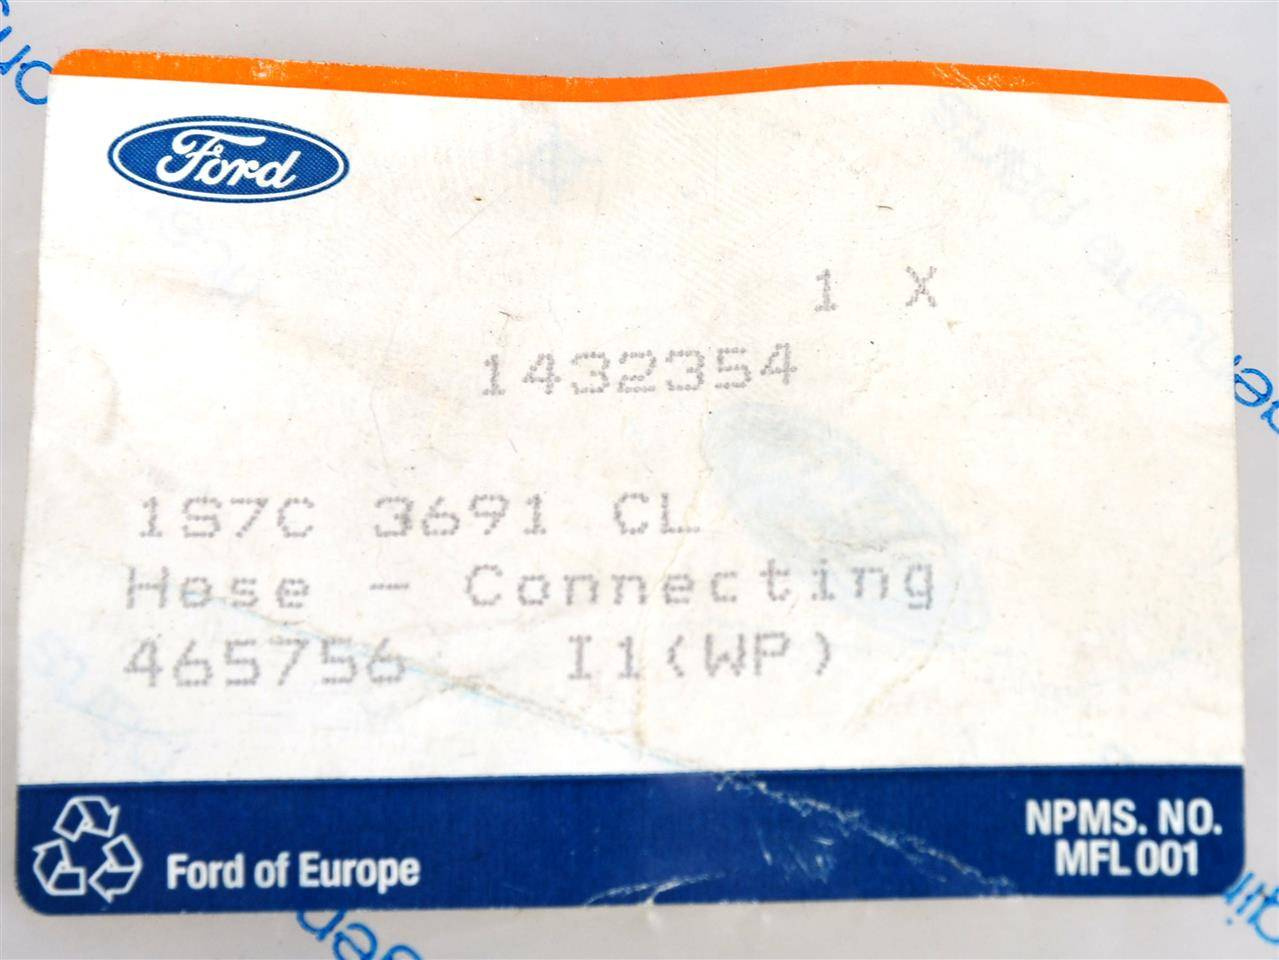 Ford
1 X
1432354
1S7C 3691 CL
Hose - Connecting
465756 I1(WP)
Ford of Europe
NPMS. NO.
MFL 001